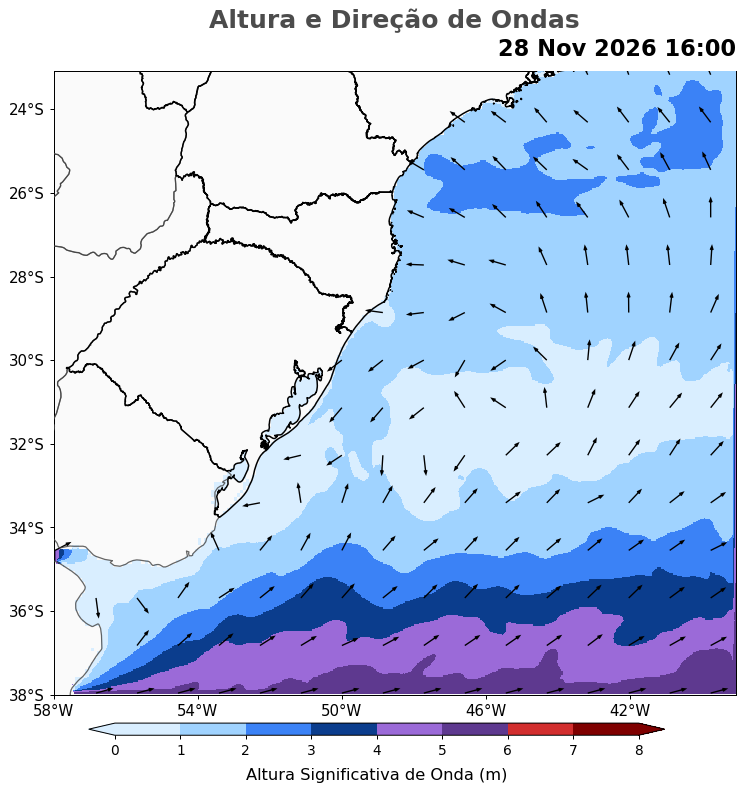 Altura e Direção de Ondas
28 Nov 2026 16:00
24°S
26°S
28°S
30°S
32°S
34°S
36°S
38°S
58°W 54°W 50°W 46°W 42°W
0 1 2 3 4 5 6 7 8
Altura Significativa de Onda (m)